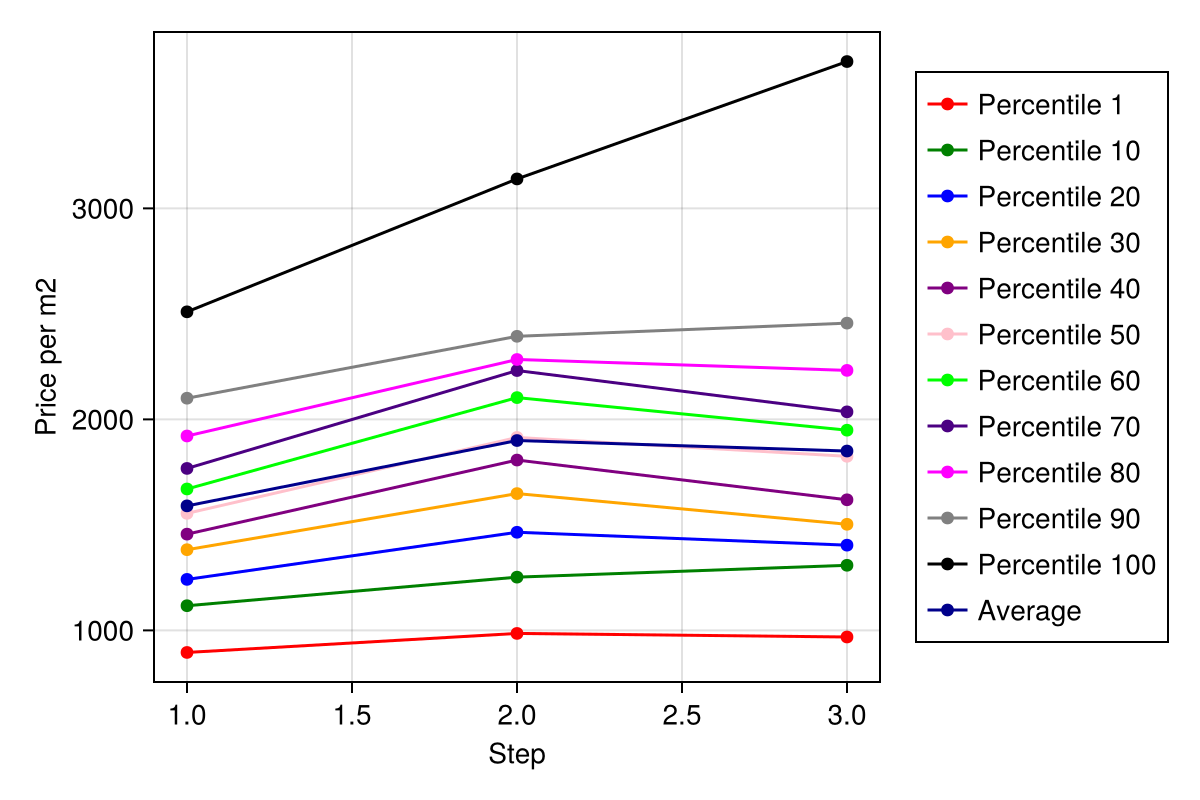 Price per m2
3000
2000
1000
1.0
1.5
2.0
2.5
3.0
Step
Percentile 1
Percentile 10
Percentile 20
Percentile 30
Percentile 40
Percentile 50
Percentile 60
Percentile 70
Percentile 80
Percentile 90
Percentile 100
Average